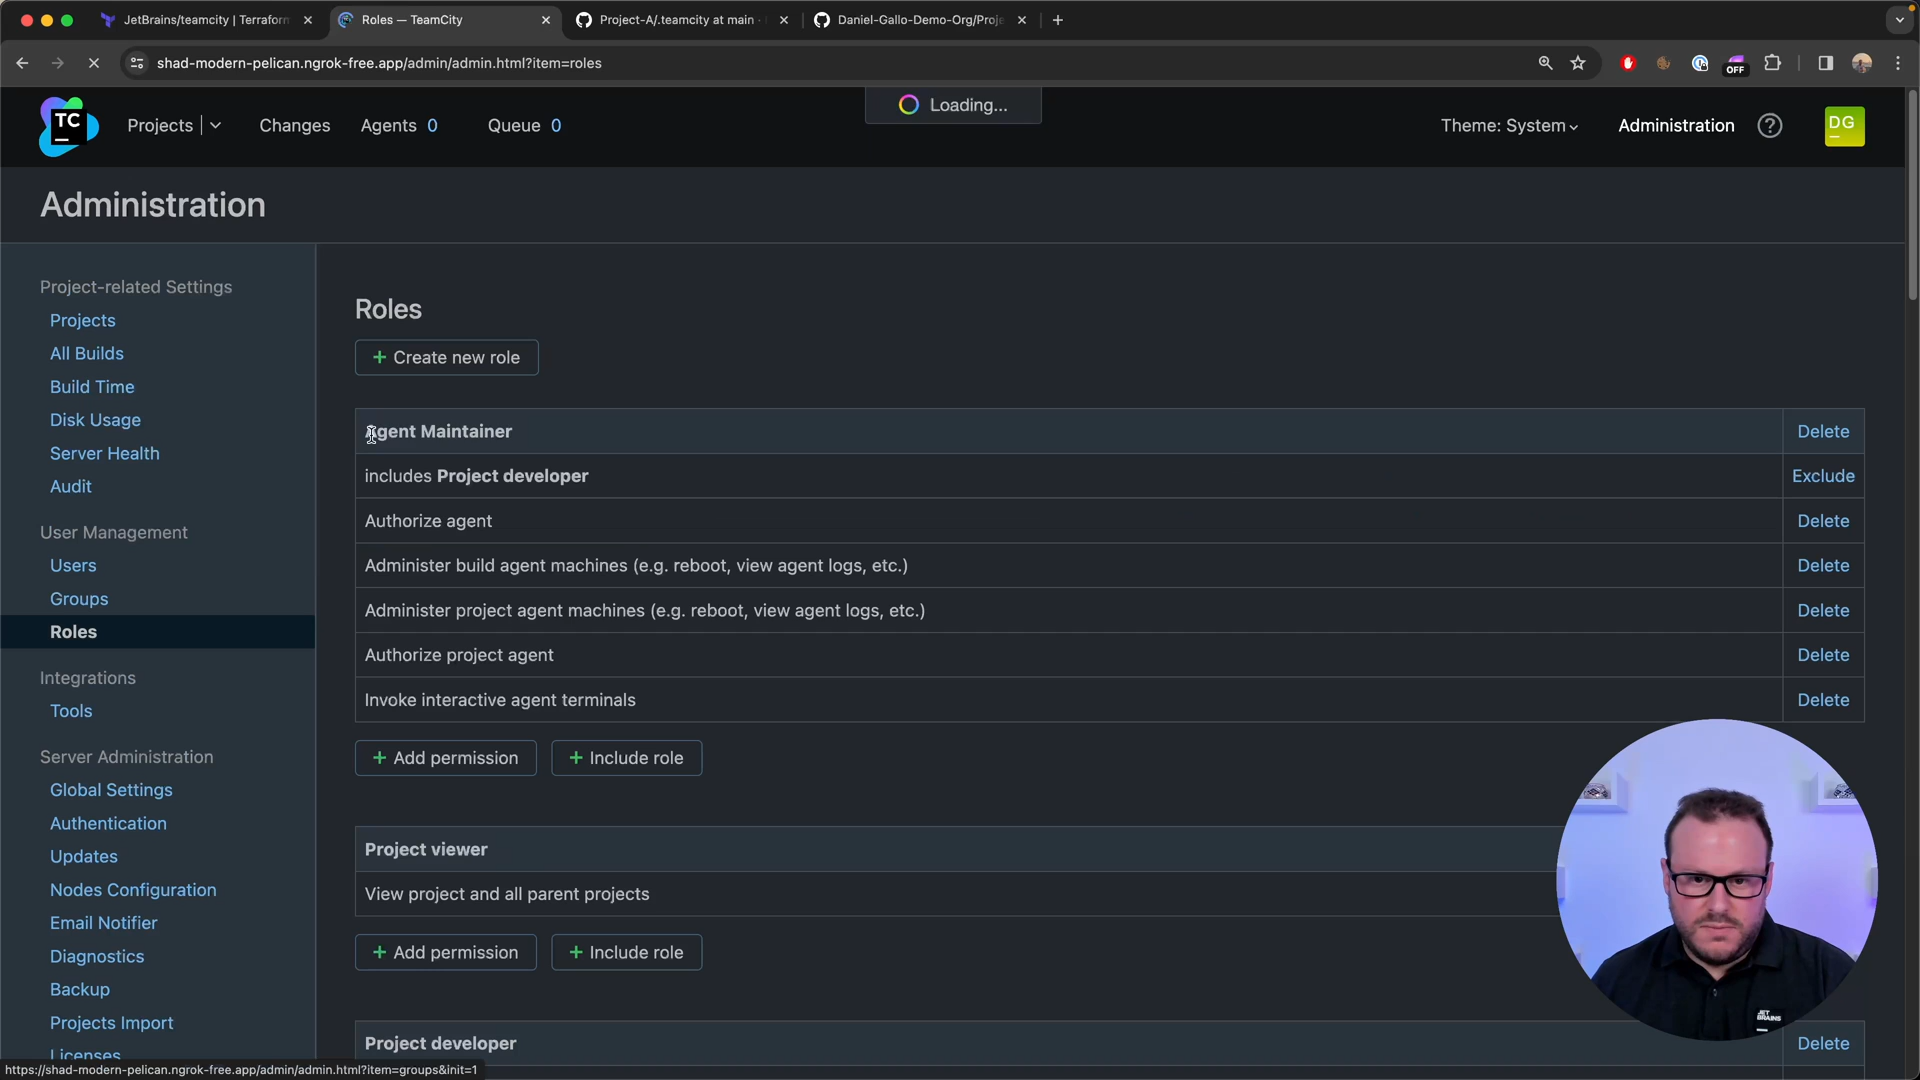 JetBrains/teamcity | Terraform
Roles — TeamCity
Project-A/.teamcity at main ·
Daniel-Gallo-Demo-Org/Proje
shad-modern-pelican.ngrok-free.app/admin/admin.html?item=roles
OFF
TC
Projects
Changes
Agents 0
Queue 0
Loading...
Theme: System
Administration
?
DG
Administration
Project-related Settings
Projects
All Builds
Build Time
Disk Usage
Server Health
Audit
User Management
Users
Groups
Roles
Integrations
Tools
Server Administration
Global Settings
Authentication
Updates
Nodes Configuration
Email Notifier
Diagnostics
Backup
Projects Import
Licenses
Roles
+ Create new role
Agent Maintainer Delete
includes Project developer Exclude
Authorize agent Delete
Administer build agent machines (e.g. reboot, view agent logs, etc.) Delete
Administer project agent machines (e.g. reboot, view agent logs, etc.) Delete
Authorize project agent Delete
Invoke interactive agent terminals Delete
+ Add permission + Include role
Project viewer
View project and all parent projects
+ Add permission + Include role
Project developer Delete
JET
BRAINS
https://shad-modern-pelican.ngrok-free.app/admin/admin.html?item=groups&init=1